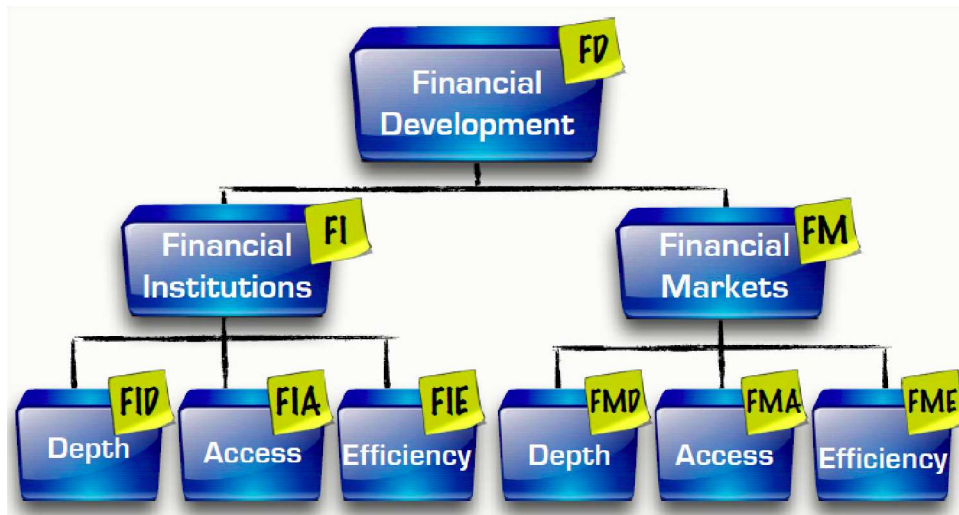 FD
Financial
Development
FI
Financial
Institutions
FM
Financial
Markets
FID
Depth
FIA
Access
FIE
Efficiency
FMD
Depth
FMA
Access
FME
Efficiency